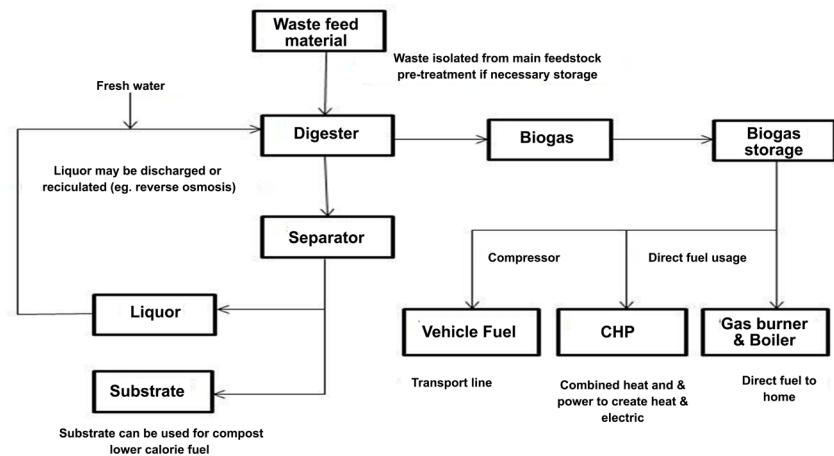 Waste feed
material
Waste isolated from main feedstock
pre-treatment if necessary storage
Fresh water
Digester
Biogas
Biogas
storage
Liquor may be discharged or
reciculated (eg. reverse osmosis)
Separator
Compressor
Direct fuel usage
Liquor
Vehicle Fuel
CHP
Gas burner
& Boiler
Substrate
Transport line
Combined heat and &
power to create heat &
electric
Direct fuel to
home
Substrate can be used for compost
lower calorie fuel